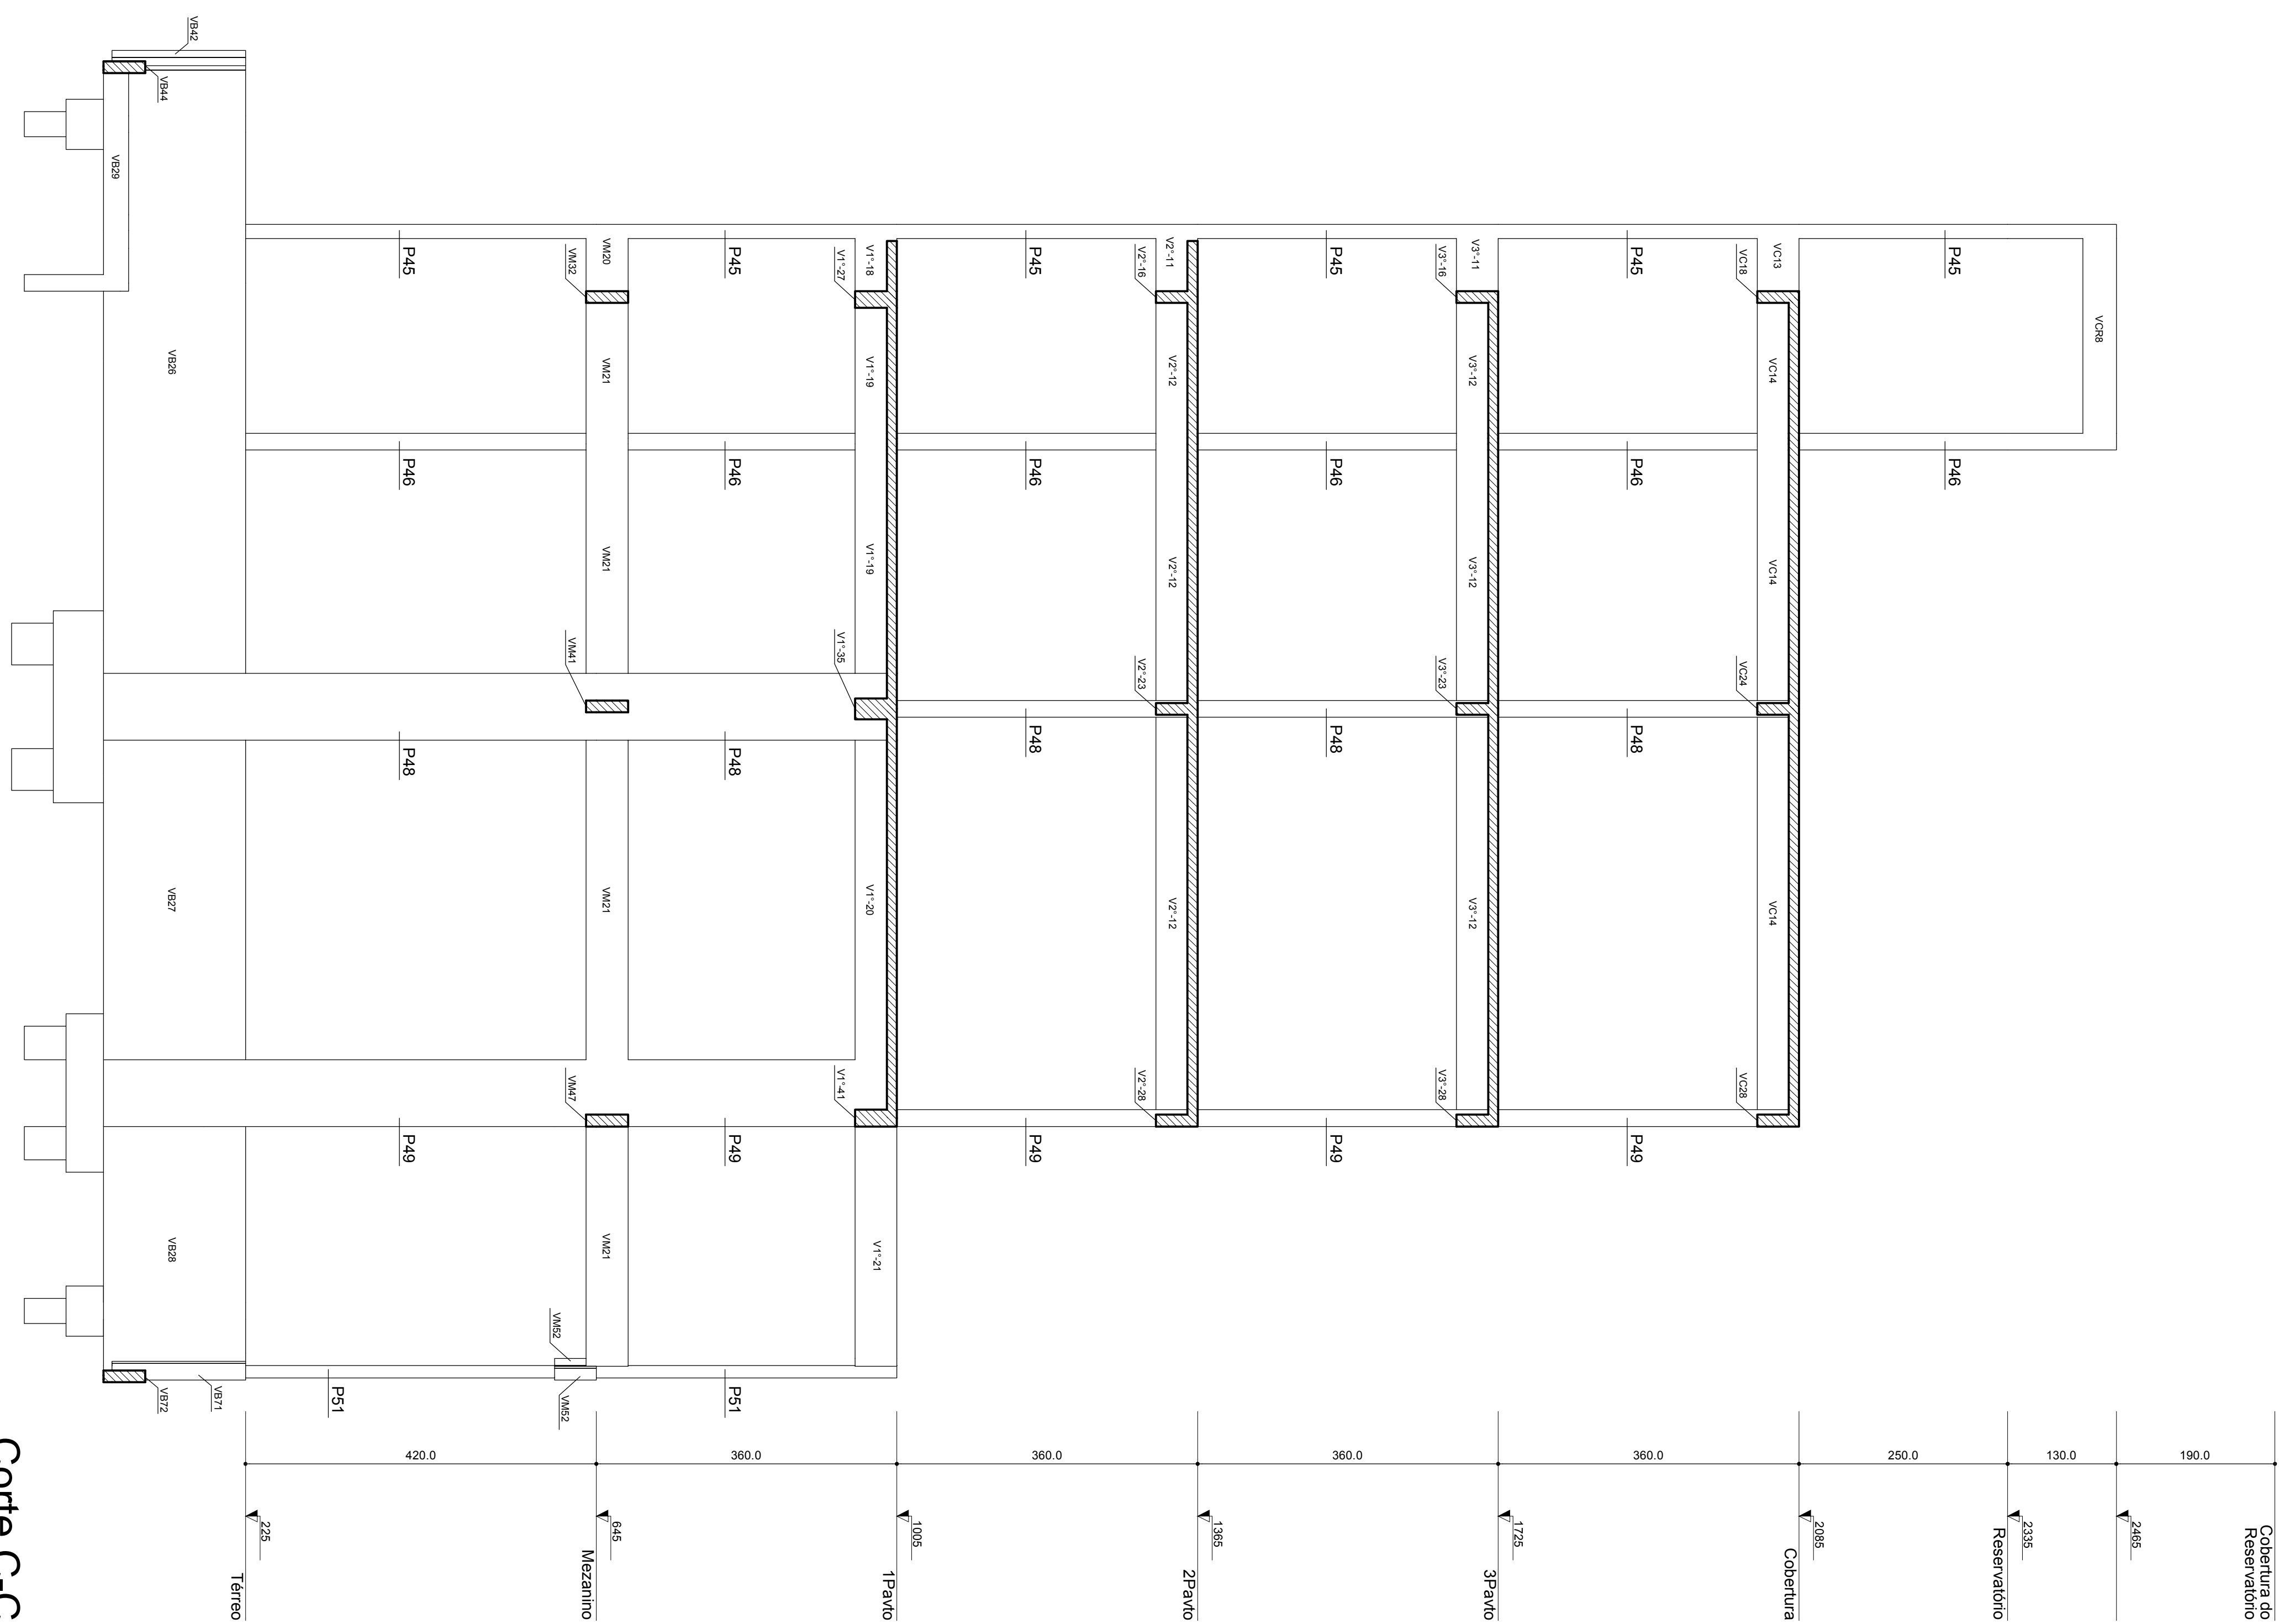 Cobertura do
Reservatório
190.0
2465
130.0
2335
Reservatório
250.0
2085
Cobertura
360.0
1725
3Pavto
360.0
1365
2Pavto
360.0
1005
1Pavto
360.0
645
Mezanino
420.0
225
Térreo
VCR8
P45
P46
VC13
VC18
VC14
VC14
VC24
VC14
VC28
P45
P46
P48
P49
V3°-11
V3°-16
V3°-12
V3°-12
V3°-23
V3°-12
V3°-28
P45
P46
P48
P49
V2°-11
V2°-16
V2°-12
V2°-12
V2°-23
V2°-12
V2°-28
P45
P46
P48
P49
V1°-18
V1°-27
V1°-19
V1°-19
V1°-35
V1°-20
V1°-41
V1°-21
P45
P46
P48
P49
P51
VM20
VM32
VM21
VM21
VM41
VM21
VM47
VM21
VM52
VM52
P45
P46
P48
P49
P51
VB42
VB44
VB29
VB26
VB27
VB28
VB71
VB72
Corte C-C